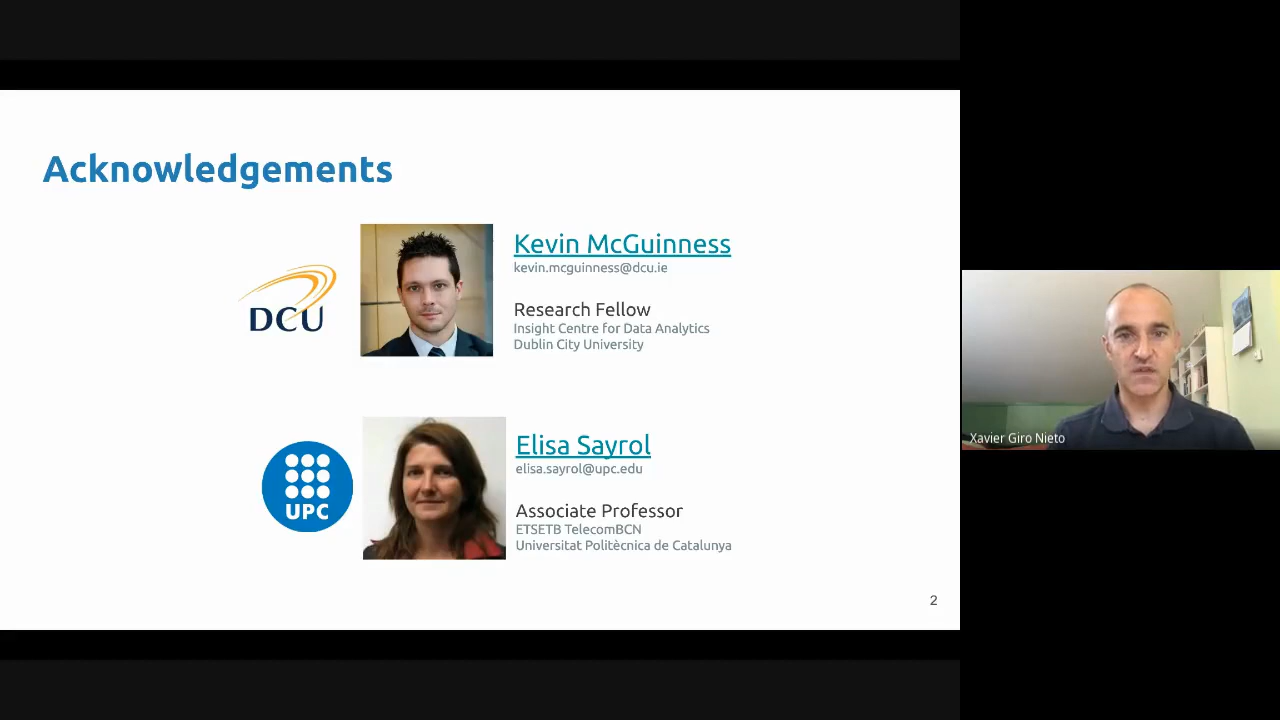 Acknowledgements
DCU
Kevin McGuinness
kevin.mcguinness@dcu.ie
Research Fellow
Insight Centre for Data Analytics
Dublin City University
UPC
Elisa Sayrol
elisa.sayrol@upc.edu
Associate Professor
ETSETB TelecomBCN
Universitat Politècnica de Catalunya
2
Xavier Giro Nieto